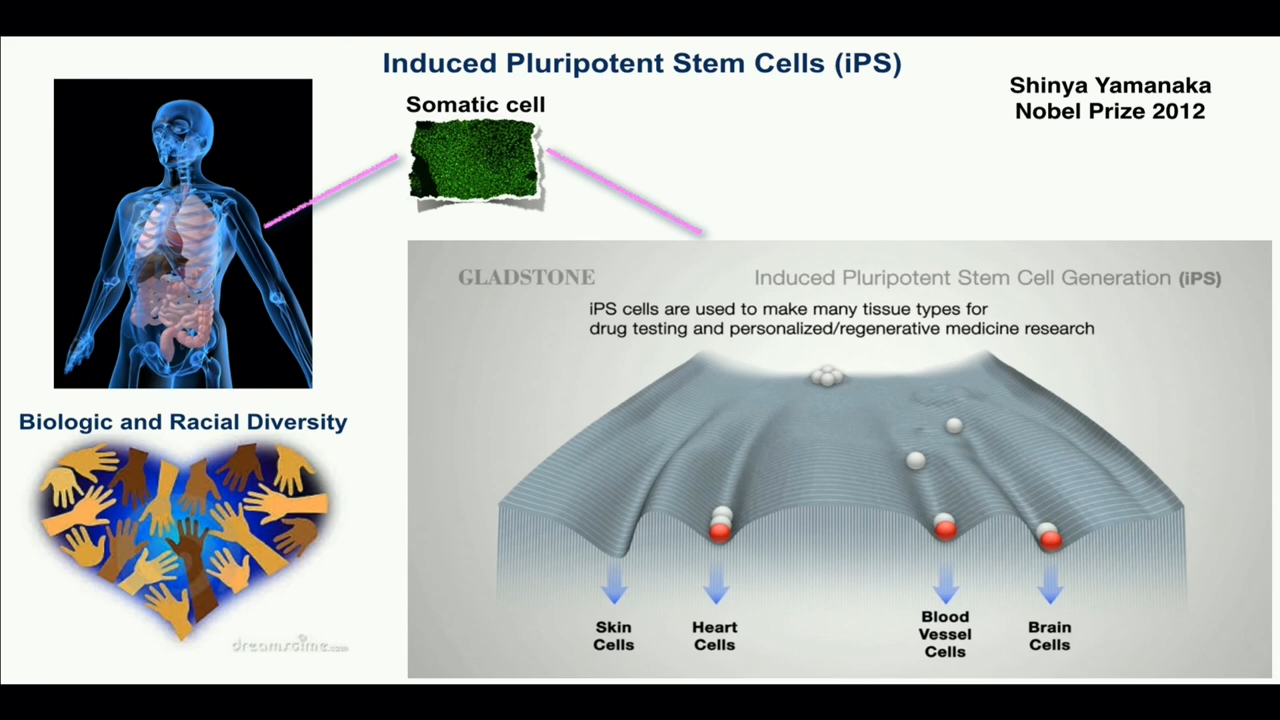 Induced Pluripotent Stem Cells (iPS)
Shinya Yamanaka
Nobel Prize 2012
Somatic cell
GLADSTONE
Induced Pluripotent Stem Cell Generation (iPS)
iPS cells are used to make many tissue types for
drug testing and personalized/regenerative medicine research
Biologic and Racial Diversity
Skin
Cells
Heart
Cells
Blood
Vessel
Cells
Brain
Cells
dreamstime.com